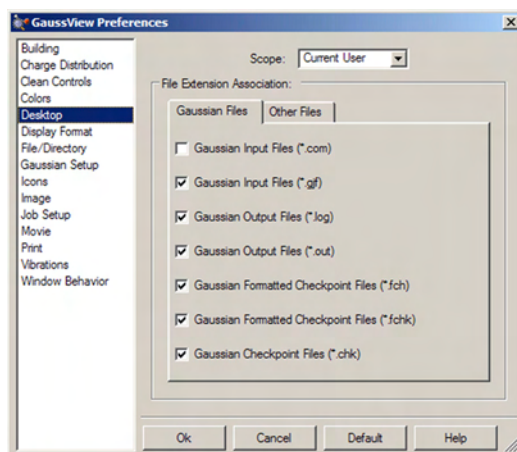 GaussView Preferences
Building
Charge Distribution
Clean Controls
Colors
Desktop
Display Format
File/Directory
Gaussian Setup
Icons
Image
Job Setup
Movie
Print
Vibrations
Window Behavior
Scope: Current User
File Extension Association:
Gaussian Files Other Files
Gaussian Input Files (*.com)
Gaussian Input Files (*.gjf)
Gaussian Output Files (*.log)
Gaussian Output Files (*.out)
Gaussian Formatted Checkpoint Files (*.fch)
Gaussian Formatted Checkpoint Files (*.fchk)
Gaussian Checkpoint Files (*.chk)
Ok Cancel Default Help